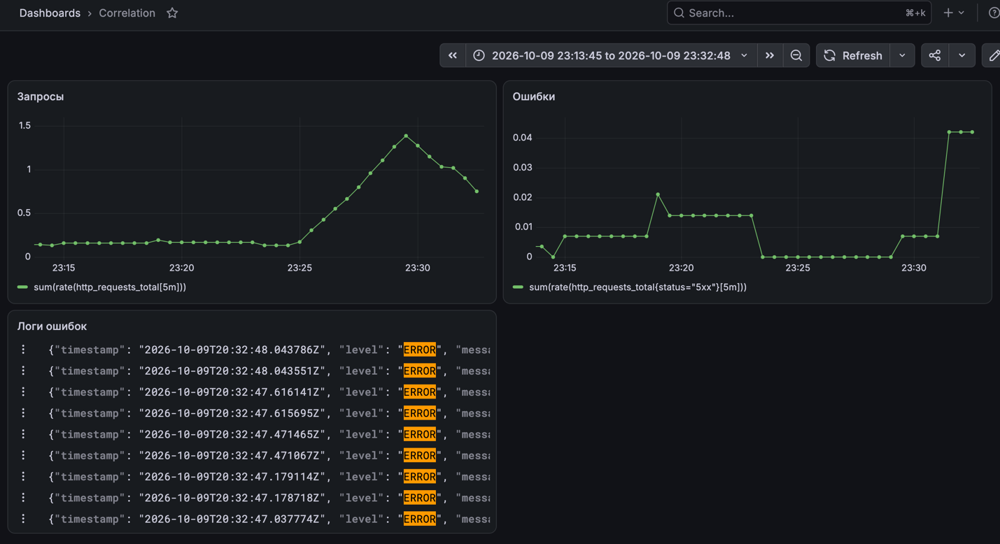 Dashboards › Correlation
Search...
⌘+k
2026-10-09 23:13:45 to 2026-10-09 23:32:48
Refresh
Запросы
1.5
1
0.5
0
23:15 23:20 23:25 23:30
sum(rate(http_requests_total[5m]))
Ошибки
0.04
0.03
0.02
0.01
0
23:15 23:20 23:25 23:30
sum(rate(http_requests_total{status="5xx"}[5m]))
Логи ошибок
{"timestamp": "2026-10-09T20:32:48.043786Z", "level": "ERROR", "messa
{"timestamp": "2026-10-09T20:32:48.043551Z", "level": "ERROR", "messa
{"timestamp": "2026-10-09T20:32:47.616141Z", "level": "ERROR", "messa
{"timestamp": "2026-10-09T20:32:47.615695Z", "level": "ERROR", "messa
{"timestamp": "2026-10-09T20:32:47.471465Z", "level": "ERROR", "messa
{"timestamp": "2026-10-09T20:32:47.471067Z", "level": "ERROR", "messa
{"timestamp": "2026-10-09T20:32:47.179114Z", "level": "ERROR", "messa
{"timestamp": "2026-10-09T20:32:47.178718Z", "level": "ERROR", "messa
{"timestamp": "2026-10-09T20:32:47.037774Z", "level": "ERROR", "messa